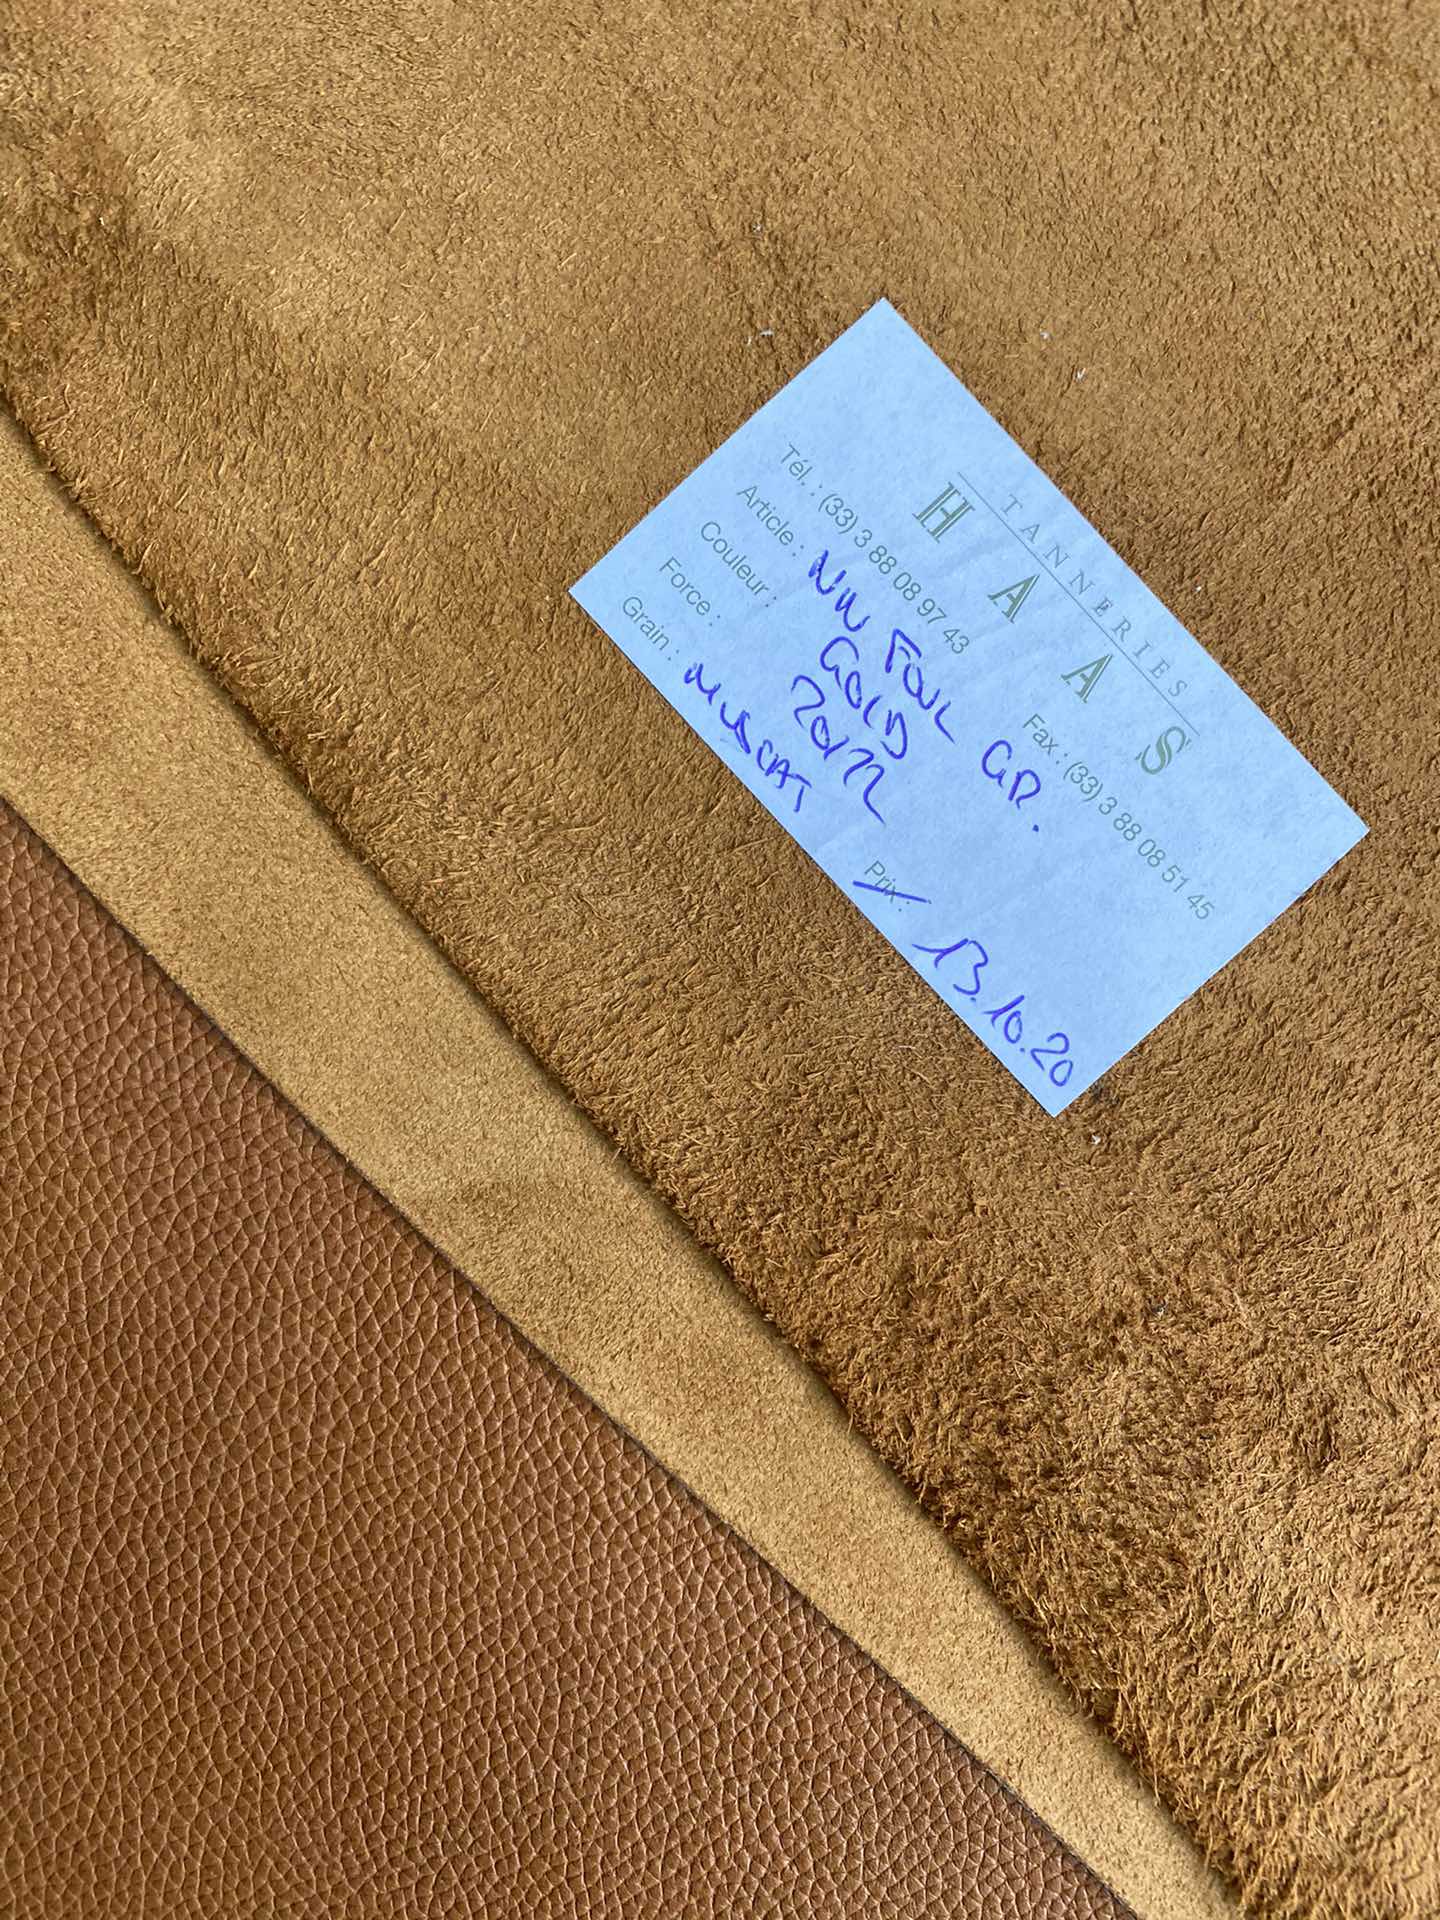 TANNERIES
HAAS
Tél. : (33) 3 88 08 97 43 Fax : (33) 3 88 08 51 45
Article : NW FOUL GR.
Couleur : GOLD
Force : 20/22
Grain : MUSCAT Prix : 13.10.20